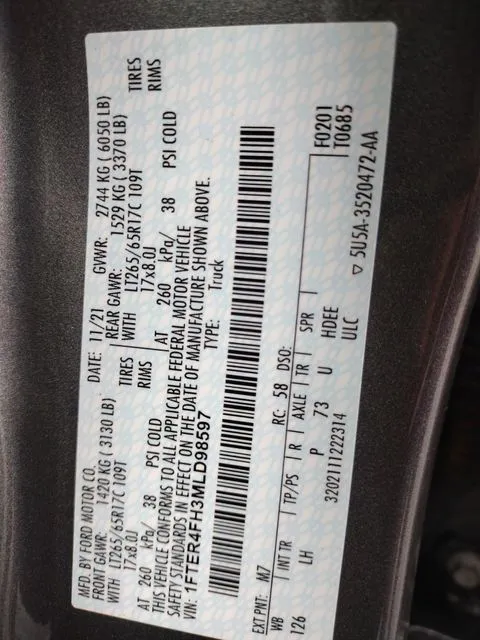 MFD. BY FORD MOTOR CO.
DATE: 11/21 GVWR: 2744 KG ( 6050 LB)
FRONT GAWR: 1420 KG ( 3130 LB) REAR GAWR: 1529 KG ( 3370 LB)
WITH LT265/65R17C 109T TIRES WITH LT265/65R17C 109T TIRES
17x8.0J RIMS 17x8.0J RIMS
AT 260 kPa/ 38 PSI COLD AT 260 kPa/ 38 PSI COLD
THIS VEHICLE CONFORMS TO ALL APPLICABLE FEDERAL MOTOR VEHICLE
SAFETY STANDARDS IN EFFECT ON THE DATE OF MANUFACTURE SHOWN ABOVE.
VIN: 1FTER4FH3MLD98597 TYPE: Truck
EXT PNT: M7 RC: 58 DSO: F0201
WB INT TR TP/PS R AXLE TR SPR T0685
126 LH P 73 U HDEE
3202111222314 ULC
▽ 5U5A-3520472-AA